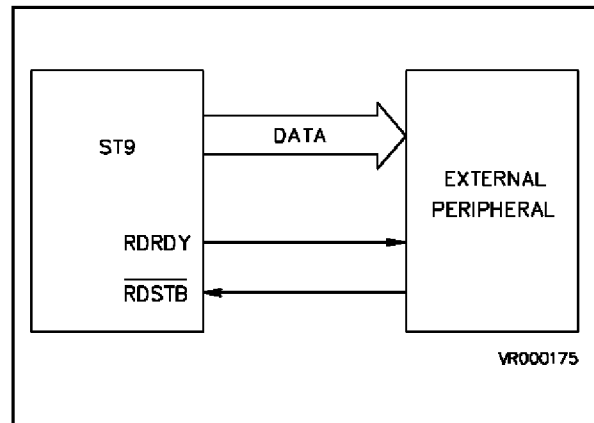 ST9
DATA
EXTERNAL
PERIPHERAL
RDRDY
RDSTB
VR000175